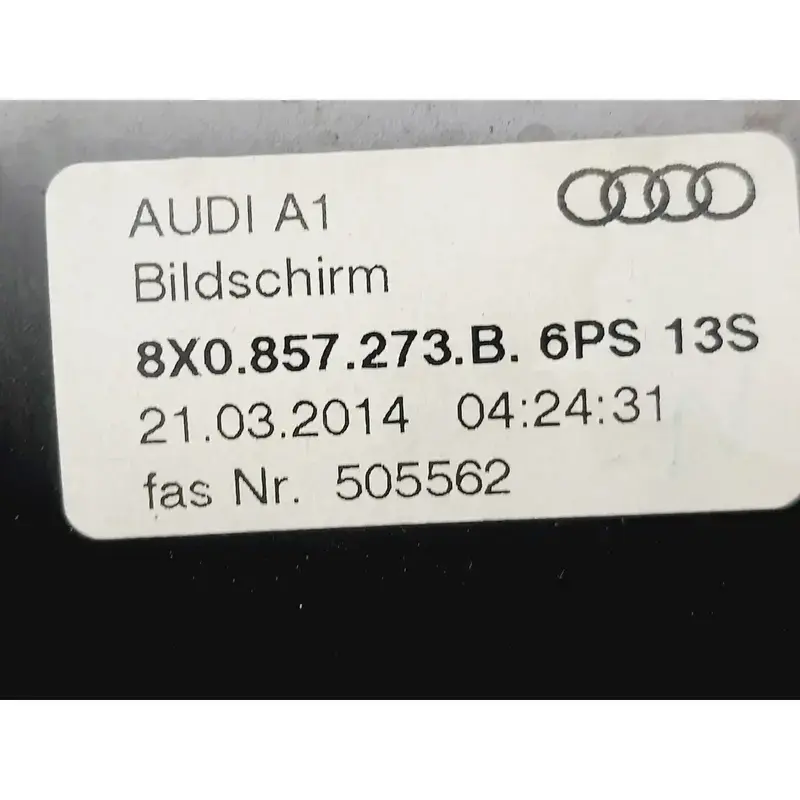 AUDI A1
Bildschirm
8X0.857.273.B. 6PS 13S
21.03.2014 04:24:31
fas Nr. 505562